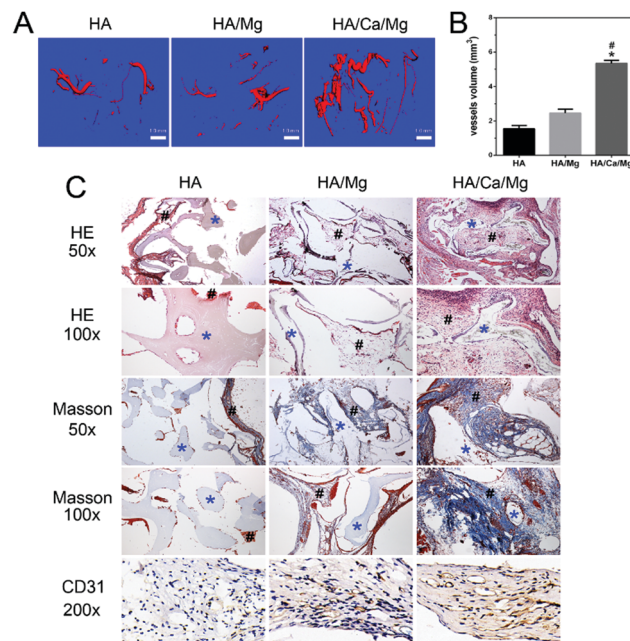 A
HA
HA/Mg
HA/Ca/Mg
B
vessels volume (mm³)
8
6
4
2
0
#
*
HA
HA/Mg
HA/Ca/Mg
C
HA
HA/Mg
HA/Ca/Mg
HE
50x
# *
# *
* #
HE
100x
# *
* #
# *
Masson
50x
# *
# *
# *
Masson
100x
* #
# *
# *
CD31
200x